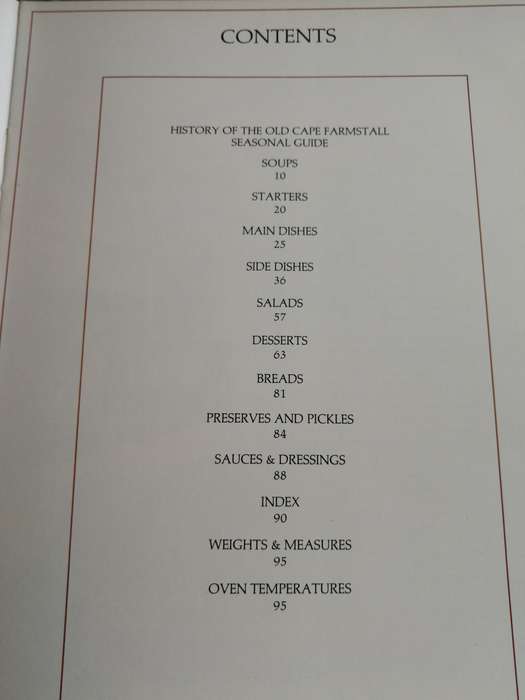 CONTENTS
HISTORY OF THE OLD CAPE FARMSTALL
SEASONAL GUIDE
SOUPS
10
STARTERS
20
MAIN DISHES
25
SIDE DISHES
36
SALADS
57
DESSERTS
63
BREADS
81
PRESERVES AND PICKLES
84
SAUCES & DRESSINGS
88
INDEX
90
WEIGHTS & MEASURES
95
OVEN TEMPERATURES
95